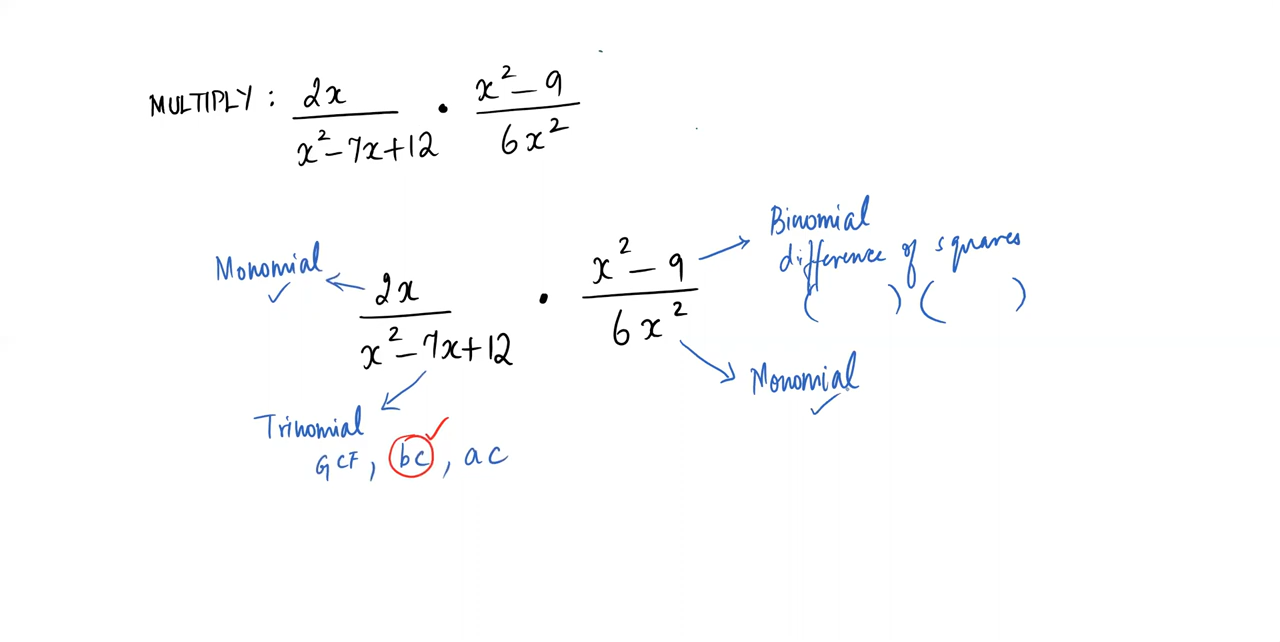 MULTIPLY : 2x / x² - 7x + 12 · x² - 9 / 6x²
Binomial
difference of squares
( ) ( )
Monomial ✓
2x / x² - 7x + 12 · x² - 9 / 6x²
Monomial ✓
Trinomial
GCF, bc ✓, ac